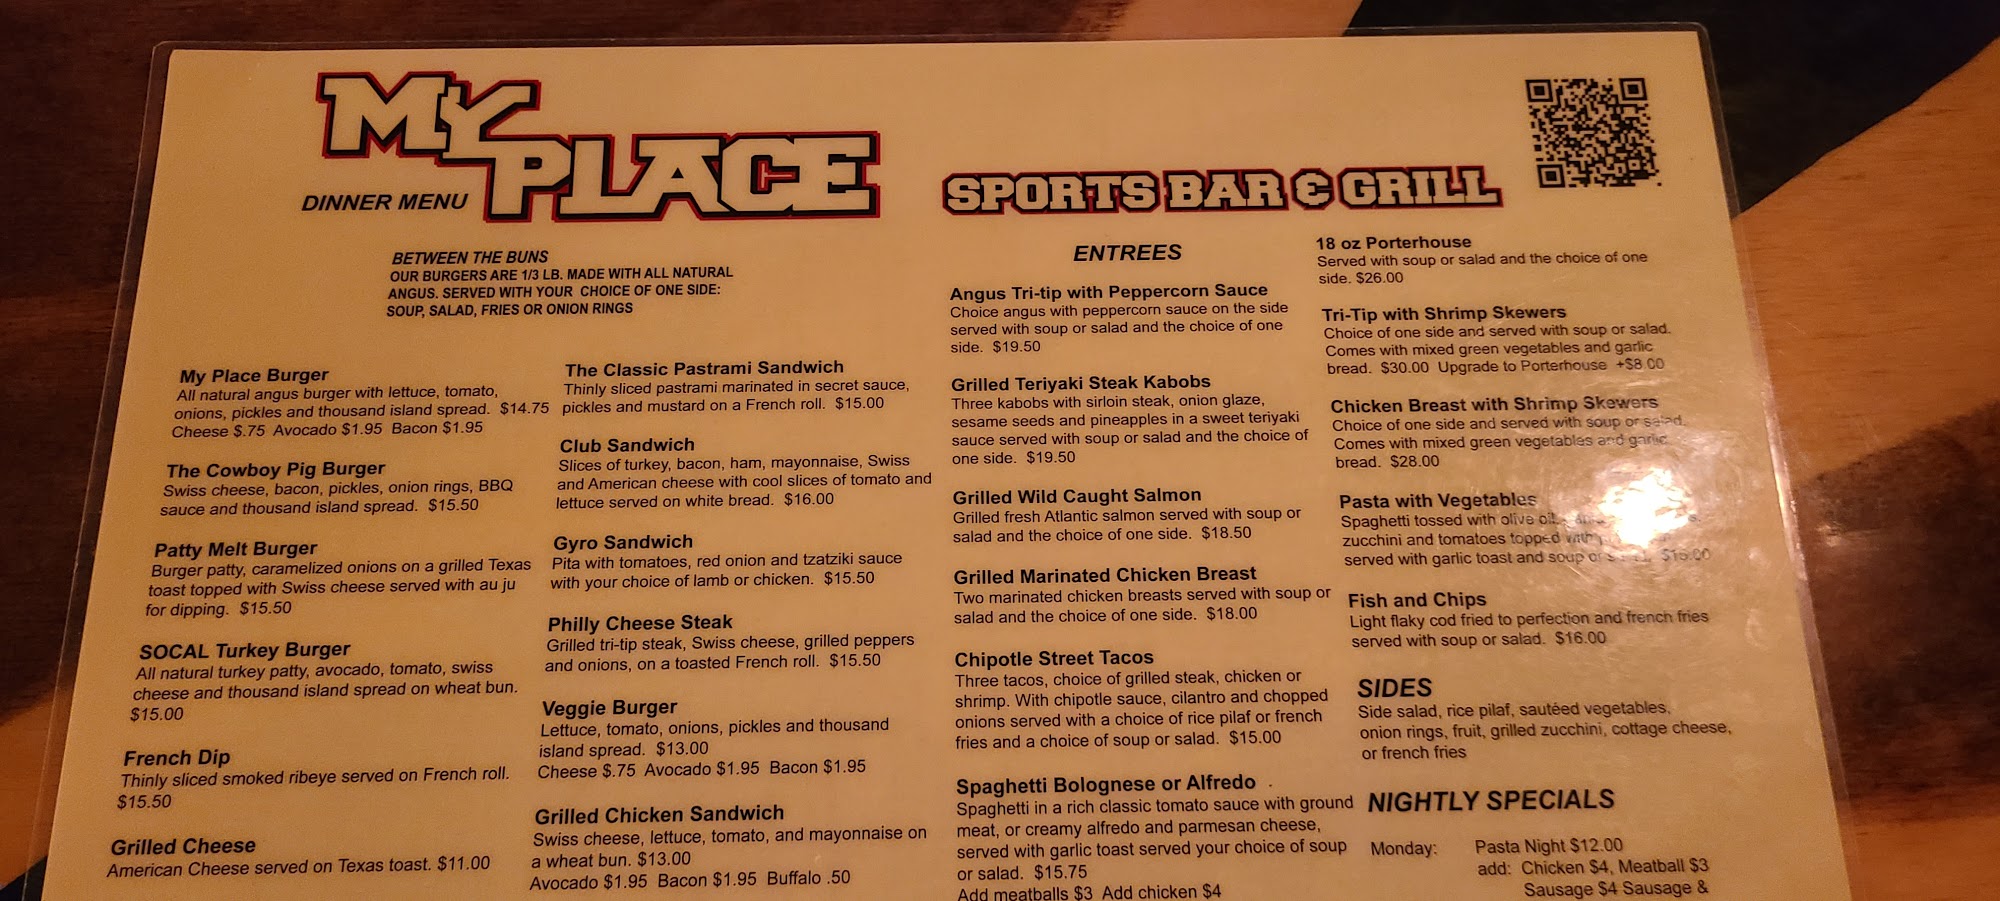 MY PLACE
DINNER MENU
SPORTS BAR & GRILL
BETWEEN THE BUNS
OUR BURGERS ARE 1/3 LB. MADE WITH ALL NATURAL
ANGUS. SERVED WITH YOUR CHOICE OF ONE SIDE:
SOUP, SALAD, FRIES OR ONION RINGS
My Place Burger
All natural angus burger with lettuce, tomato,
onions, pickles and thousand island spread. $14.75
Cheese $.75 Avocado $1.95 Bacon $1.95
The Cowboy Pig Burger
Swiss cheese, bacon, pickles, onion rings, BBQ
sauce and thousand island spread. $15.50
Patty Melt Burger
Burger patty, caramelized onions on a grilled Texas
toast topped with Swiss cheese served with au ju
for dipping. $15.50
SOCAL Turkey Burger
All natural turkey patty, avocado, tomato, swiss
cheese and thousand island spread on wheat bun.
$15.00
French Dip
Thinly sliced smoked ribeye served on French roll.
$15.50
Grilled Cheese
American Cheese served on Texas toast. $11.00
The Classic Pastrami Sandwich
Thinly sliced pastrami marinated in secret sauce,
pickles and mustard on a French roll. $15.00
Club Sandwich
Slices of turkey, bacon, ham, mayonnaise, Swiss
and American cheese with cool slices of tomato and
lettuce served on white bread. $16.00
Gyro Sandwich
Pita with tomatoes, red onion and tzatziki sauce
with your choice of lamb or chicken. $15.50
Philly Cheese Steak
Grilled tri-tip steak, Swiss cheese, grilled peppers
and onions, on a toasted French roll. $15.50
Veggie Burger
Lettuce, tomato, onions, pickles and thousand
island spread. $13.00
Cheese $.75 Avocado $1.95 Bacon $1.95
Grilled Chicken Sandwich
Swiss cheese, lettuce, tomato, and mayonnaise on
a wheat bun. $13.00
Avocado $1.95 Bacon $1.95 Buffalo .50
ENTREES
Angus Tri-tip with Peppercorn Sauce
Choice angus with peppercorn sauce on the side
served with soup or salad and the choice of one
side. $19.50
Grilled Teriyaki Steak Kabobs
Three kabobs with sirloin steak, onion glaze,
sesame seeds and pineapples in a sweet teriyaki
sauce served with soup or salad and the choice of
one side. $19.50
Grilled Wild Caught Salmon
Grilled fresh Atlantic salmon served with soup or
salad and the choice of one side. $18.50
Grilled Marinated Chicken Breast
Two marinated chicken breasts served with soup or
salad and the choice of one side. $18.00
Chipotle Street Tacos
Three tacos, choice of grilled steak, chicken or
shrimp. With chipotle sauce, cilantro and chopped
onions served with a choice of rice pilaf or french
fries and a choice of soup or salad. $15.00
Spaghetti Bolognese or Alfredo
Spaghetti in a rich classic tomato sauce with ground
meat, or creamy alfredo and parmesan cheese,
served with garlic toast served your choice of soup
or salad. $15.75
Add meatballs $3 Add chicken $4
18 oz Porterhouse
Served with soup or salad and the choice of one
side. $26.00
Tri-Tip with Shrimp Skewers
Choice of one side and served with soup or salad.
Comes with mixed green vegetables and garlic
bread. $30.00 Upgrade to Porterhouse +$8.00
Chicken Breast with Shrimp Skewers
Choice of one side and served with soup or salad.
Comes with mixed green vegetables and garlic
bread. $28.00
Pasta with Vegetables
Spaghetti tossed with olive oil,
zucchini and tomatoes topped with
served with garlic toast and soup or $15.00
Fish and Chips
Light flaky cod fried to perfection and french fries
served with soup or salad. $16.00
SIDES
Side salad, rice pilaf, sautéed vegetables,
onion rings, fruit, grilled zucchini, cottage cheese,
or french fries
NIGHTLY SPECIALS
Monday: Pasta Night $12.00
add: Chicken $4, Meatball $3
Sausage $4 Sausage &